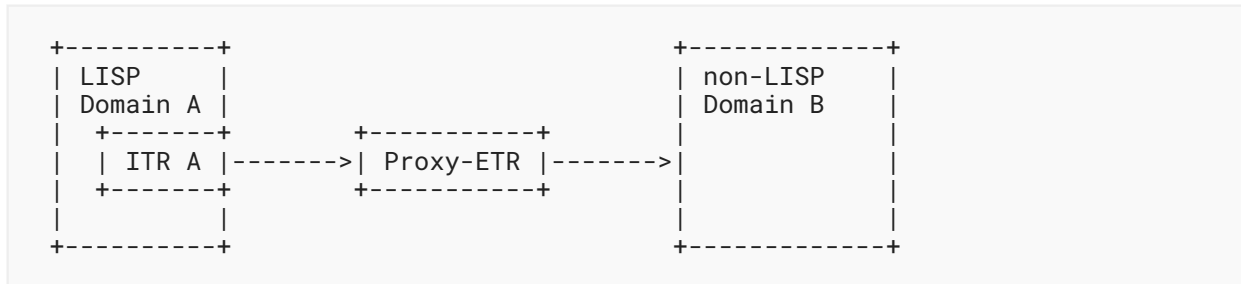 +----------+                              +-------------+
| LISP     |                              | non-LISP    |
| Domain A |                              | Domain B    |
|  +-------+        +-----------+         |             |
|  | ITR A |------->| Proxy-ETR |-------->|             |
|  +-------+        +-----------+         |             |
|          |                              |             |
+----------+                              +-------------+